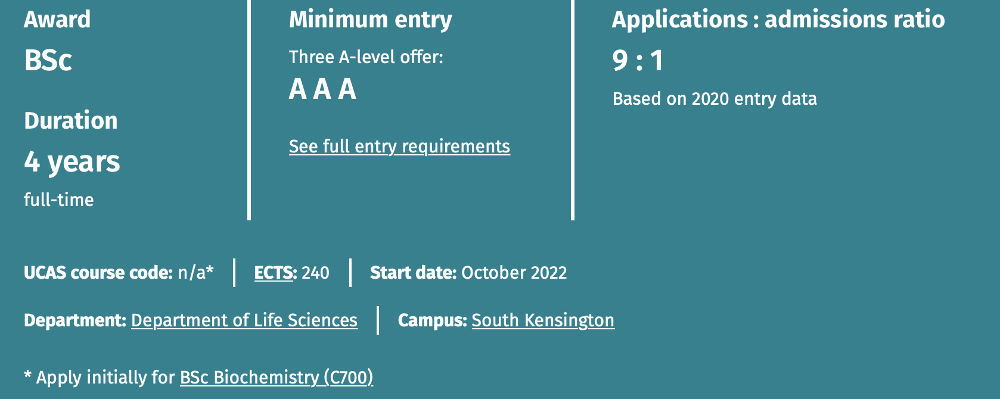 Award
BSc
Duration
4 years
full-time
Minimum entry
Three A-level offer:
A A A
See full entry requirements
Applications : admissions ratio
9 : 1
Based on 2020 entry data
UCAS course code: n/a* | ECTS: 240 | Start date: October 2022
Department: Department of Life Sciences | Campus: South Kensington
* Apply initially for BSc Biochemistry (C700)